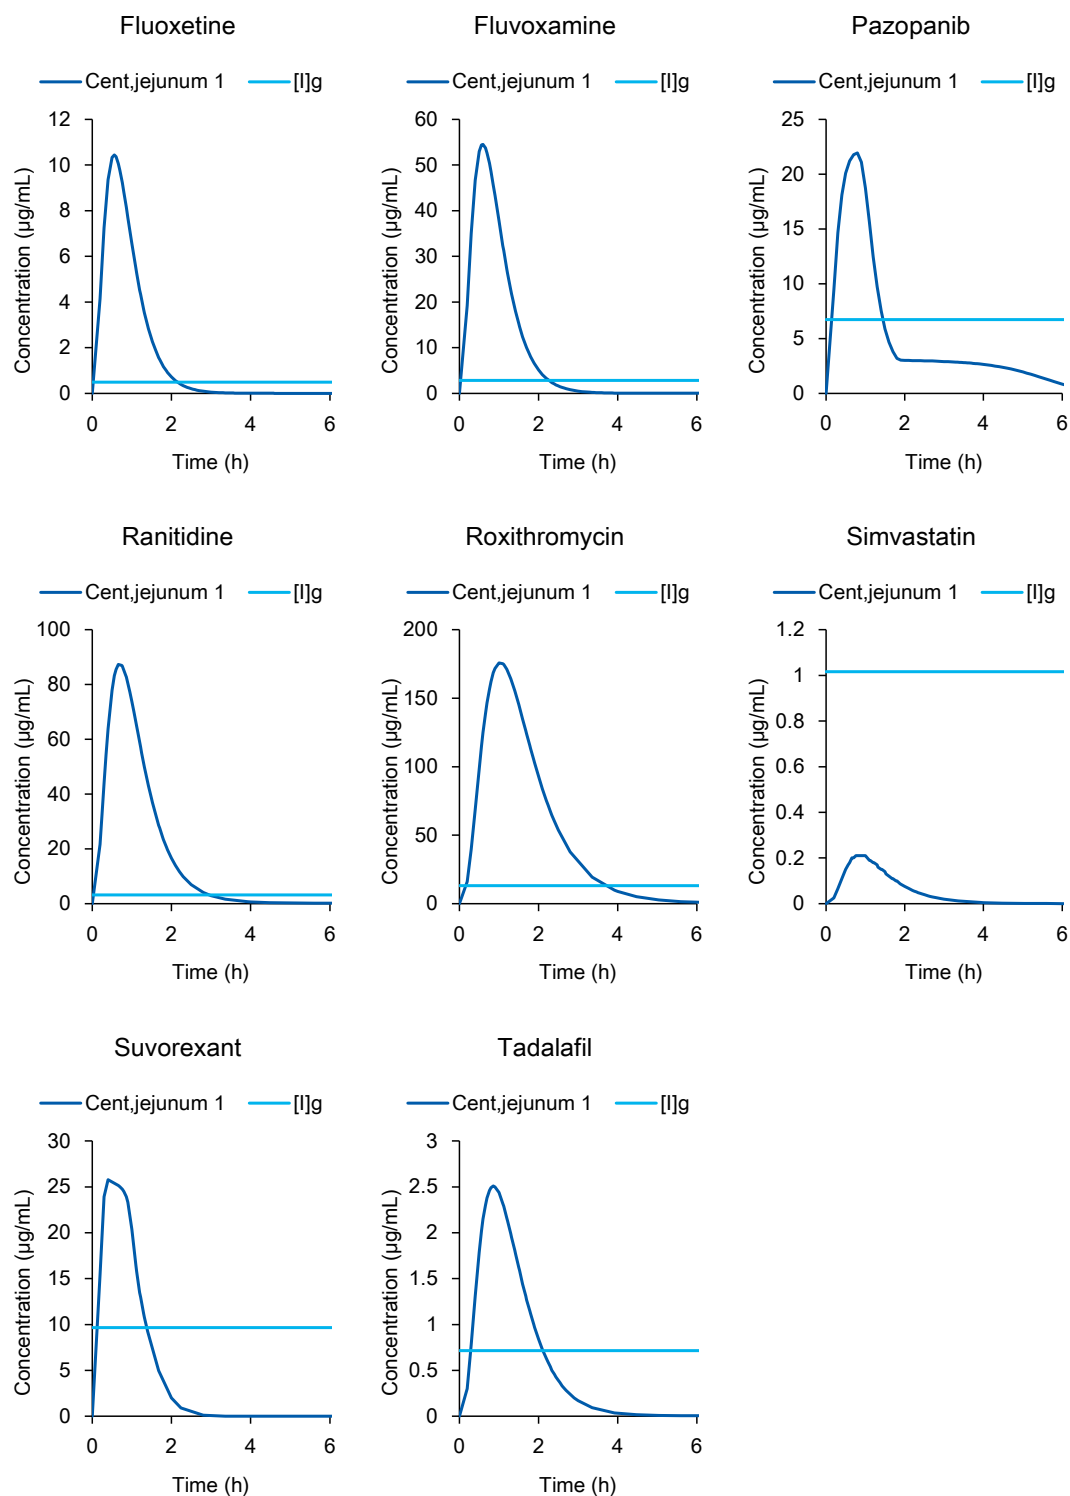 Fluoxetine
Cent,jejunum 1 [I]g
Concentration (µg/mL)
12
10
8
6
4
2
0
0 2 4 6
Time (h)
Fluvoxamine
Cent,jejunum 1 [I]g
Concentration (µg/mL)
60
50
40
30
20
10
0
0 2 4 6
Time (h)
Pazopanib
Cent,jejunum 1 [I]g
Concentration (µg/mL)
25
20
15
10
5
0
0 2 4 6
Time (h)
Ranitidine
Cent,jejunum 1 [I]g
Concentration (µg/mL)
100
80
60
40
20
0
0 2 4 6
Time (h)
Roxithromycin
Cent,jejunum 1 [I]g
Concentration (µg/mL)
200
150
100
50
0
0 2 4 6
Time (h)
Simvastatin
Cent,jejunum 1 [I]g
Concentration (µg/mL)
1.2
1
0.8
0.6
0.4
0.2
0
0 2 4 6
Time (h)
Suvorexant
Cent,jejunum 1 [I]g
Concentration (µg/mL)
30
25
20
15
10
5
0
0 2 4 6
Time (h)
Tadalafil
Cent,jejunum 1 [I]g
Concentration (µg/mL)
3
2.5
2
1.5
1
0.5
0
0 2 4 6
Time (h)